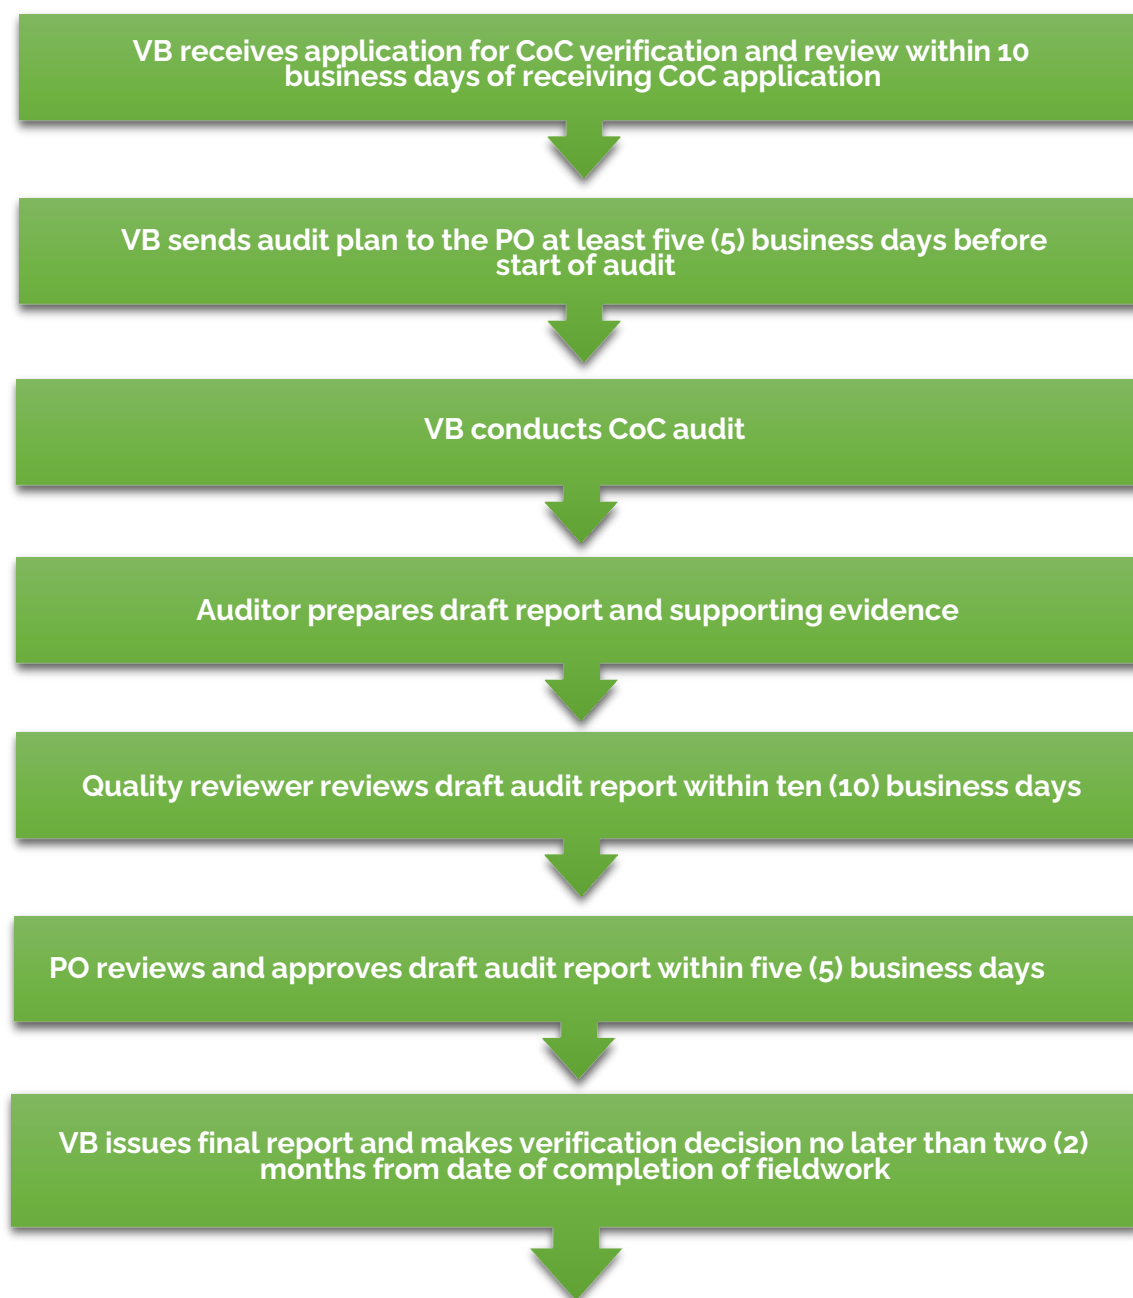 VB receives application for CoC verification and review within 10
business days of receiving CoC application
VB sends audit plan to the PO at least five (5) business days before
start of audit
VB conducts CoC audit
Auditor prepares draft report and supporting evidence
Quality reviewer reviews draft audit report within ten (10) business days
PO reviews and approves draft audit report within five (5) business days
VB issues final report and makes verification decision no later than two (2)
months from date of completion of fieldwork